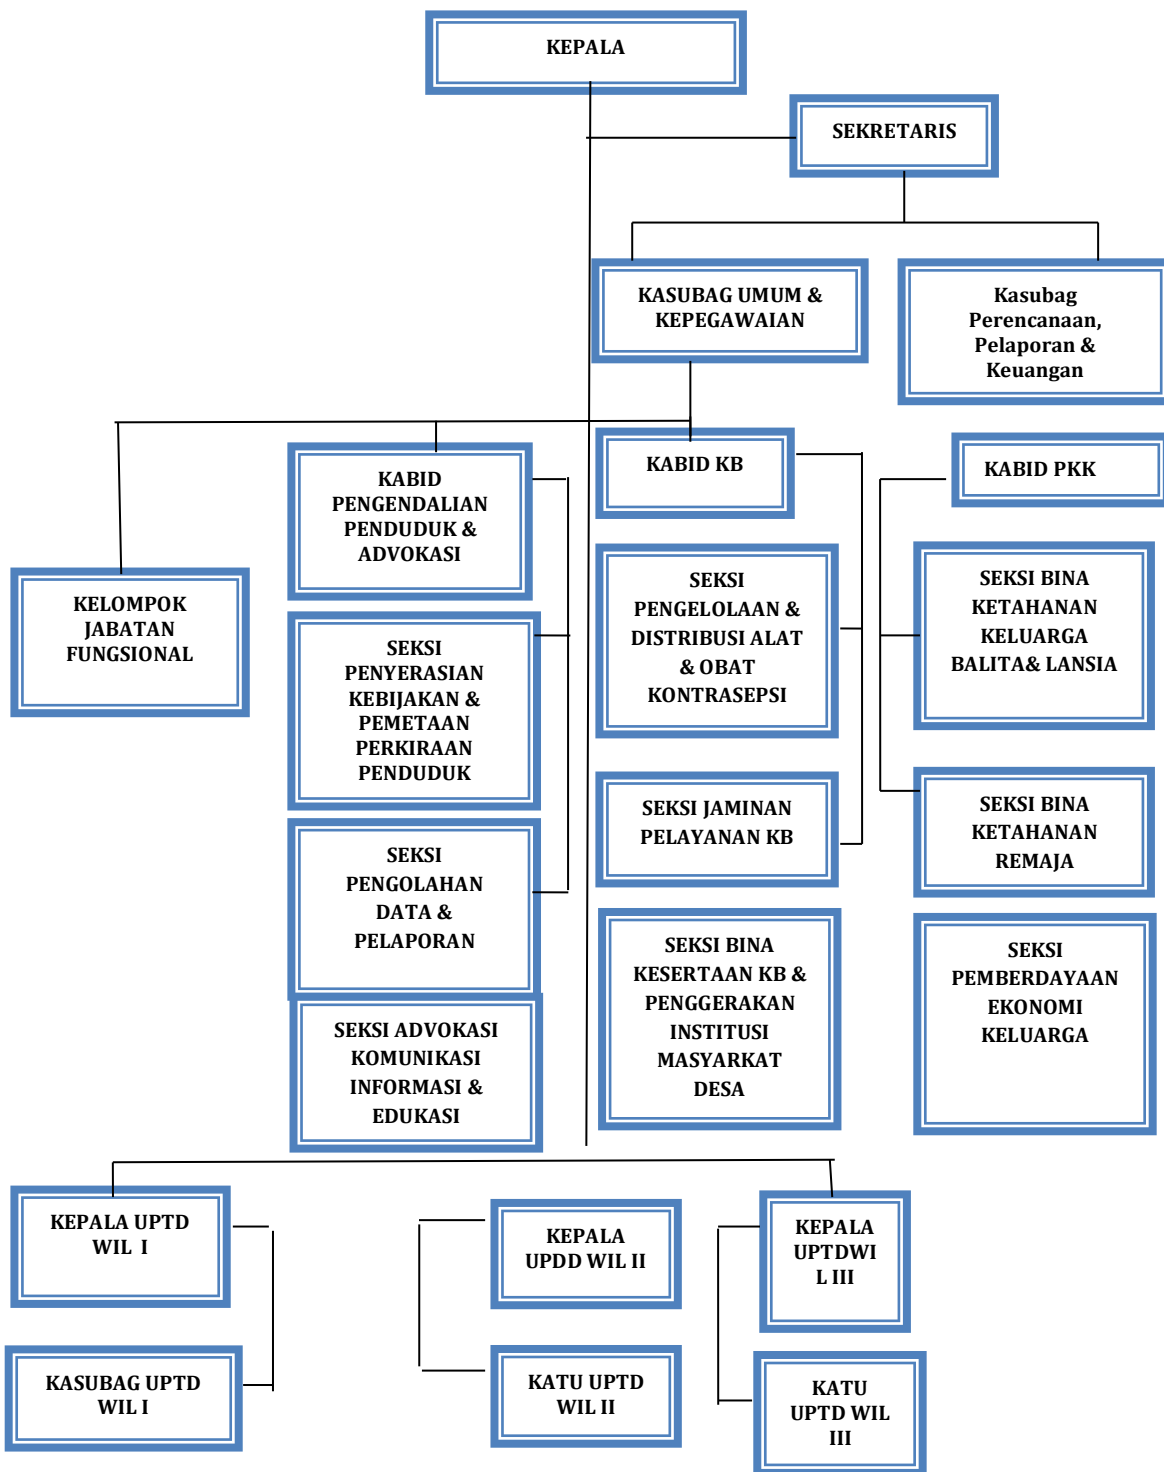 KEPALA
SEKRETARIS
KASUBAG UMUM &
KEPEGAWAIAN
Kasubag
Perencanaan,
Pelaporan &
Keuangan
KABID
PENGENDALIAN
PENDUDUK &
ADVOKASI
KABID KB
KABID PKK
KELOMPOK
JABATAN
FUNGSIONAL
SEKSI
PENYERASIAN
KEBIJAKAN &
PEMETAAN
PERKIRAAN
PENDUDUK
SEKSI
PENGELOLAAN &
DISTRIBUSI ALAT
& OBAT
KONTRASEPSI
SEKSI BINA
KETAHANAN
KELUARGA
BALITA& LANSIA
SEKSI
PENGOLAHAN
DATA &
PELAPORAN
SEKSI JAMINAN
PELAYANAN KB
SEKSI BINA
KETAHANAN
REMAJA
SEKSI ADVOKASI
KOMUNIKASI
INFORMASI &
EDUKASI
SEKSI BINA
KESERTAAN KB &
PENGGERAKAN
INSTITUSI
MASYARKAT
DESA
SEKSI
PEMBERDAYAAN
EKONOMI
KELUARGA
KEPALA UPTD
WIL I
KEPALA
UPDD WIL II
KEPALA
UPTDWI
L III
KASUBAG UPTD
WIL I
KATU UPTD
WIL II
KATU
UPTD WIL
III